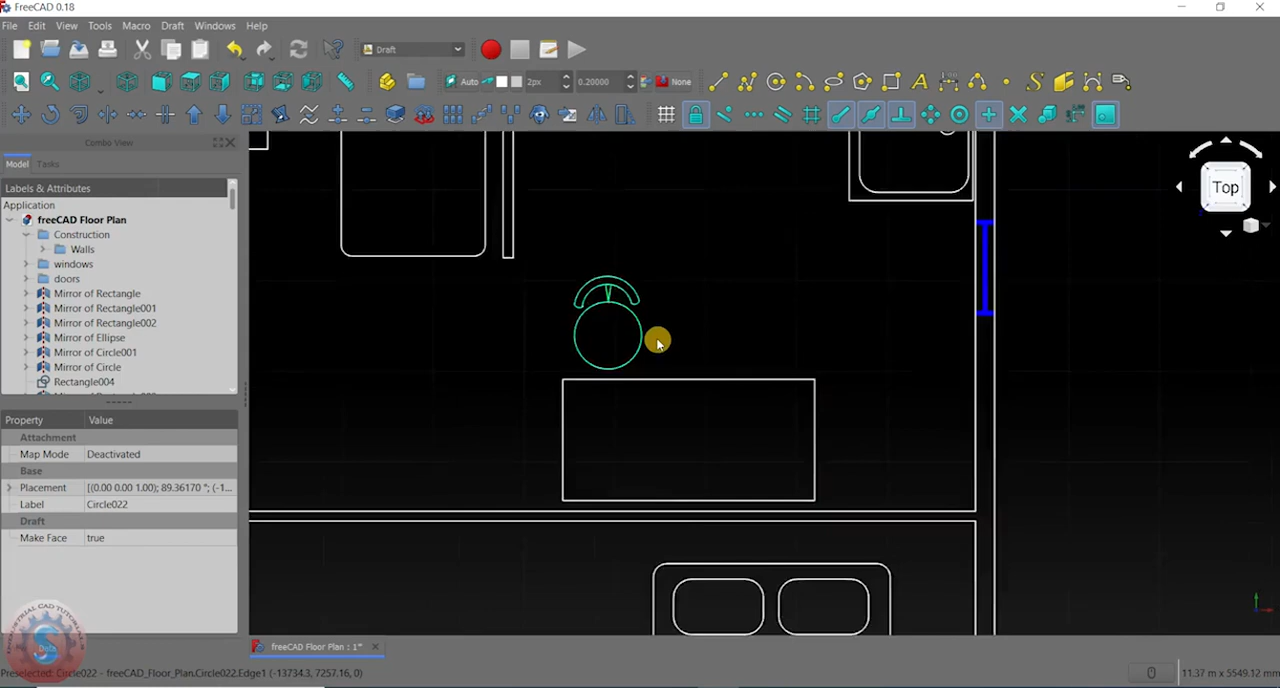 FreeCAD 0.18
File Edit View Tools Macro Draft Windows Help
Draft
Auto 2px 0.20000 None
Combo View
Model Tasks
Labels & Attributes
Application
freeCAD Floor Plan
Construction
Walls
windows
doors
Mirror of Rectangle
Mirror of Rectangle001
Mirror of Rectangle002
Mirror of Ellipse
Mirror of Circle001
Mirror of Circle
Rectangle004
Property Value
Attachment
Map Mode Deactivated
Base
Placement [(0.00 0.00 1.00); 89.36170 °; (-1...
Label Circle022
Draft
Make Face true
Top
INDUSTRIAL CAD TUTORIALS
freeCAD Floor Plan : 1*
Preselected: Circle022 - freeCAD_Floor_Plan.Circle022.Edge1 (-13734.3, 7257.16, 0)
11.37 m x 5549.12 mm